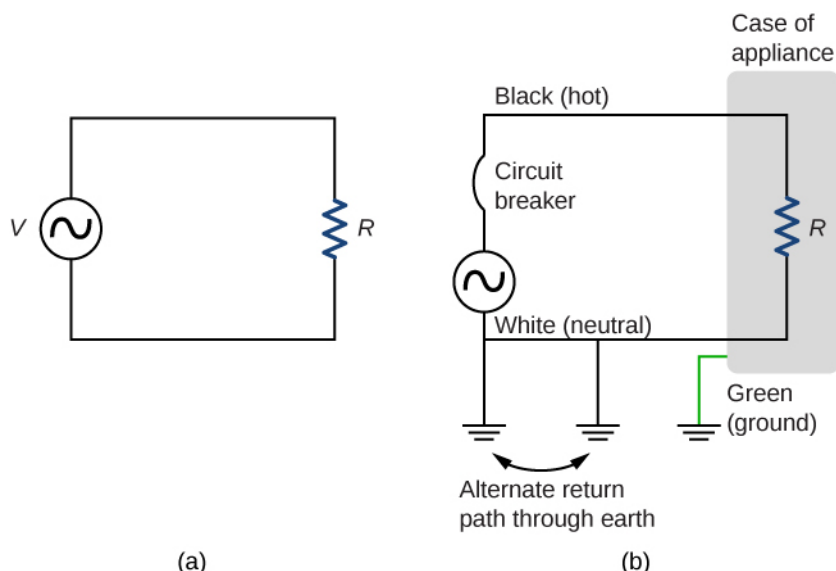 V
R
(a)
Case of
appliance
Black (hot)
Circuit
breaker
R
White (neutral)
Green
(ground)
Alternate return
path through earth
(b)